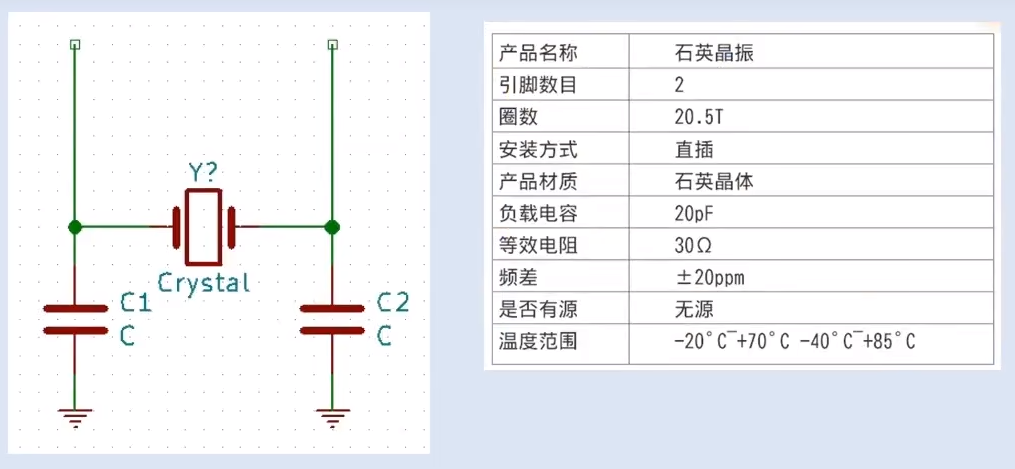 Y?
Crystal
C1
C
C2
C
产品名称 石英晶振
引脚数目 2
圈数 20.5T
安装方式 直插
产品材质 石英晶体
负载电容 20pF
等效电阻 30Ω
频差 ±20ppm
是否有源 无源
温度范围 -20°C‾+70°C -40°C‾+85°C